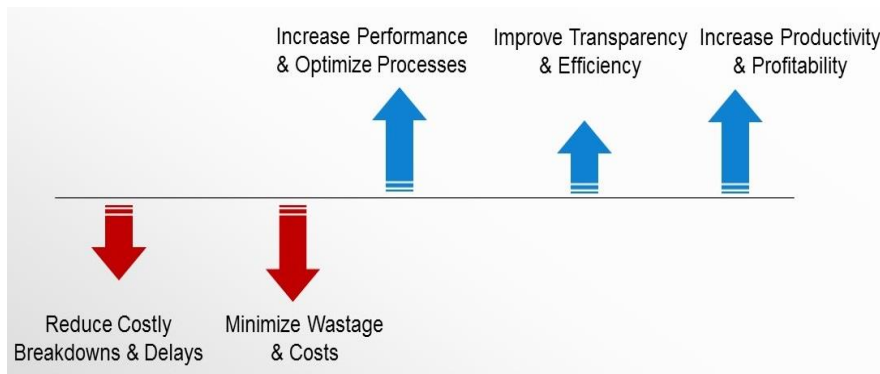 Increase Performance
& Optimize Processes
Improve Transparency
& Efficiency
Increase Productivity
& Profitability
Reduce Costly
Breakdowns & Delays
Minimize Wastage
& Costs